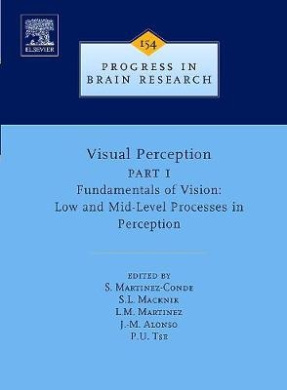 ELSEVIER
154
PROGRESS IN
BRAIN RESEARCH
Visual Perception
PART I
Fundamentals of Vision:
Low and Mid-Level Processes in
Perception
EDITED BY
S. MARTINEZ-CONDE
S.L. MACKNIK
L.M. MARTINEZ
J.-M. ALONSO
P.U. TSE